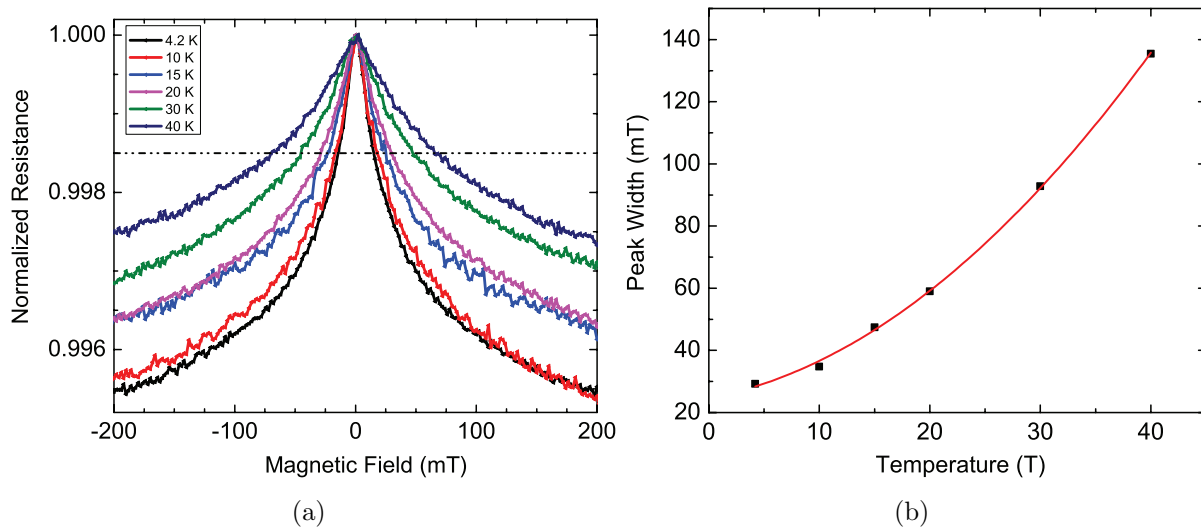 1.000
0.998
0.996
Normalized Resistance
4.2 K
10 K
15 K
20 K
30 K
40 K
-200 -100 0 100 200
Magnetic Field (mT)
(a)
140
120
100
80
60
40
20
Peak Width (mT)
0 10 20 30 40
Temperature (T)
(b)